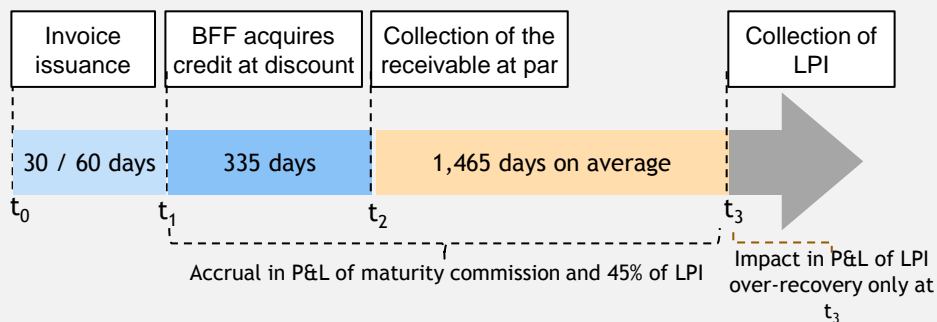 Invoice
issuance
BFF acquires
credit at discount
Collection of the
receivable at par
Collection of
LPI
30 / 60 days
335 days
1,465 days on average
t0
t1
t2
t3
Accrual in P&L of maturity commission and 45% of LPI
Impact in P&L of LPI
over-recovery only at
t3